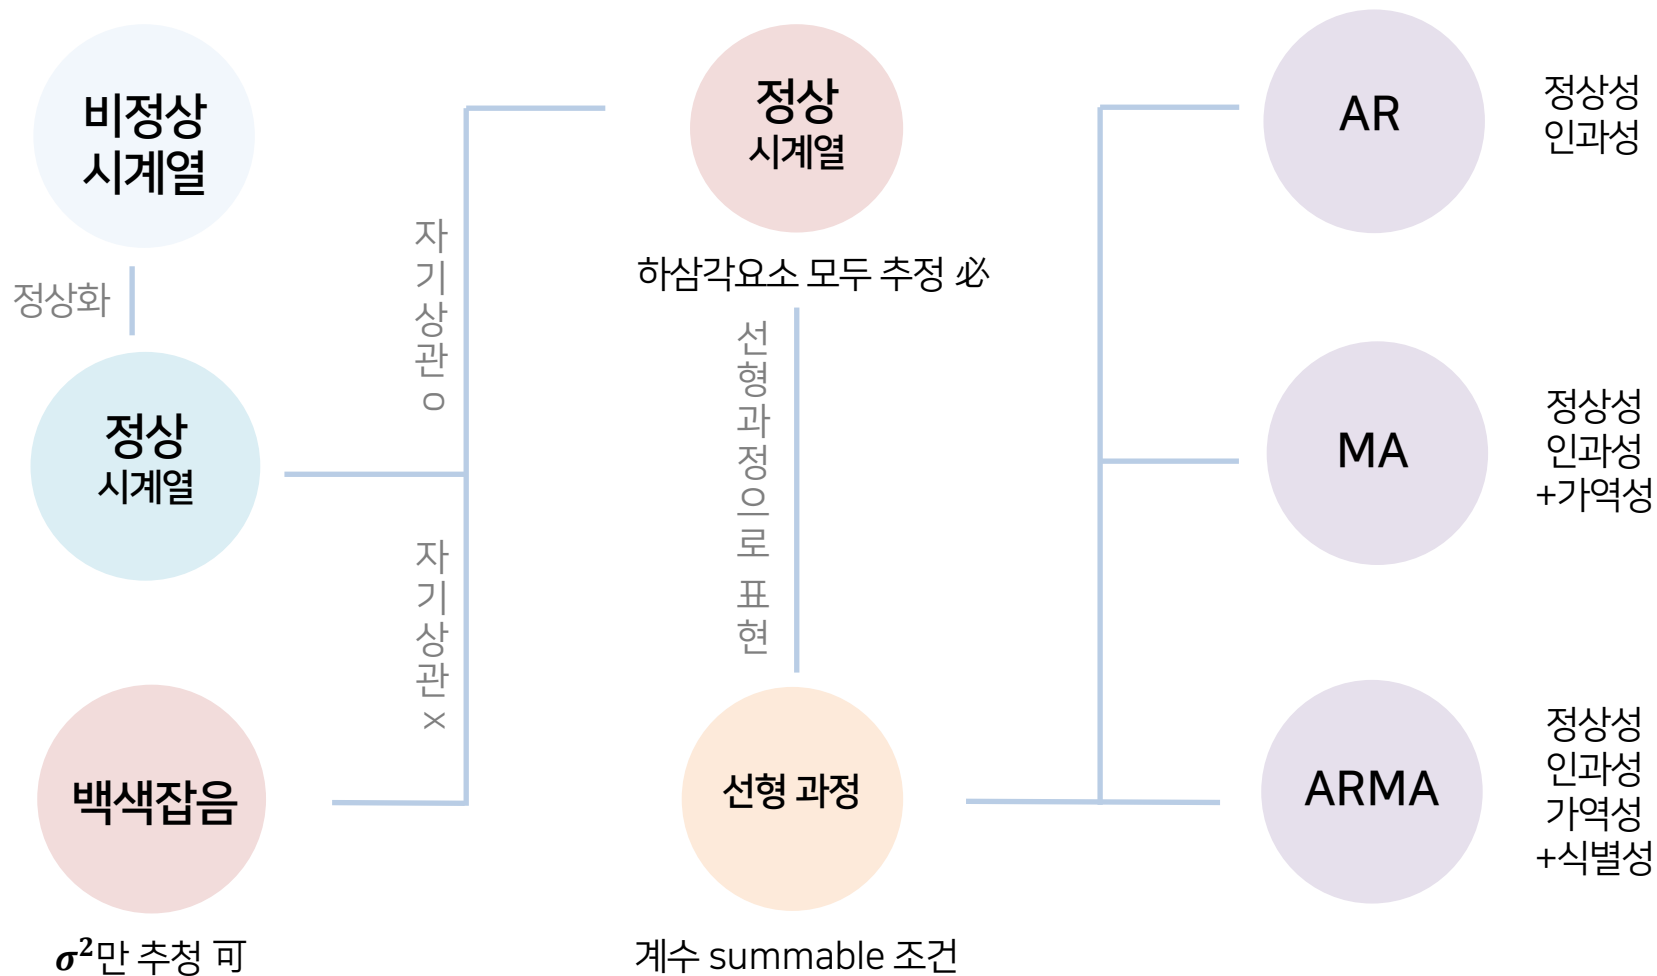 비정상
시계열
정상화
정상
시계열
백색잡음
σ²만 추청 可
자기상관 o
자기상관 x
정상
시계열
하삼각요소 모두 추정 必
선형과정으로 표현
선형 과정
계수 summable 조건
AR
정상성
인과성
MA
정상성
인과성
+가역성
ARMA
정상성
인과성
가역성
+식별성